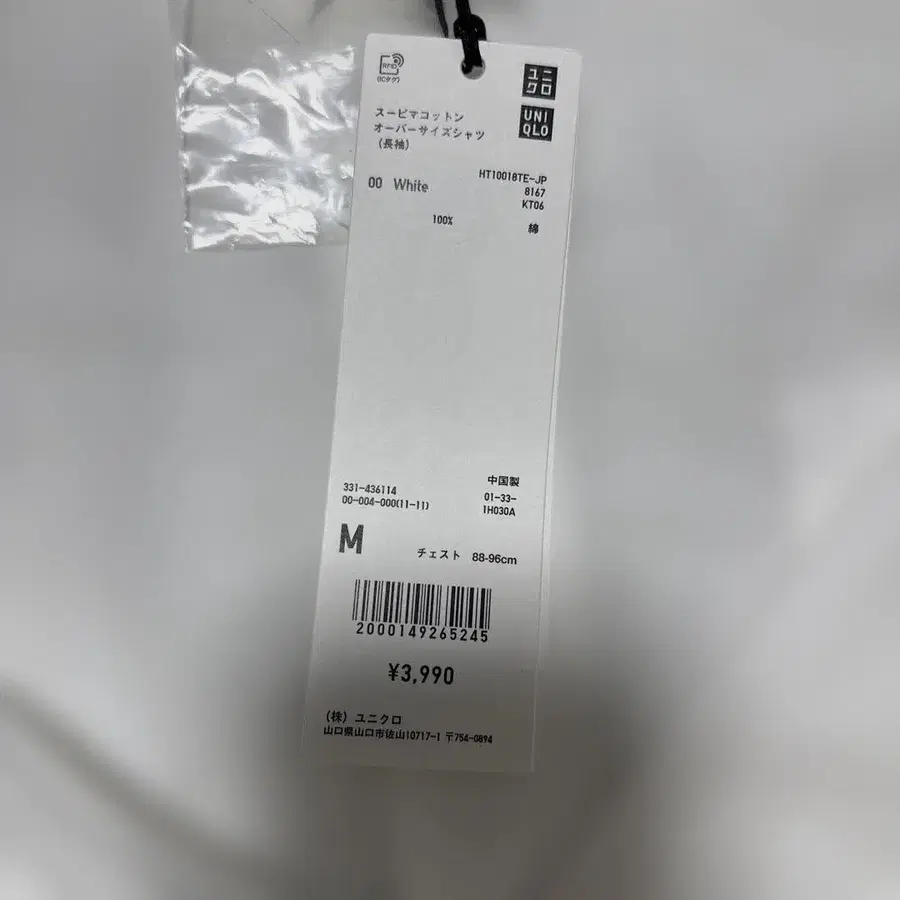 RFID
(ICタグ)
ユニ
クロ
UNI
QLO
スーピマコットン
オーバーサイズシャツ
(長袖)
HT10018TE-JP
00 White
8167
KT06
100% 綿
中国製
331-436114
01-33-
00-004-000(11-11)
1H030A
M チェスト 88-96cm
2000149265245
¥3,990
(株) ユニクロ
山口県山口市佐山10717-1 〒754-0894